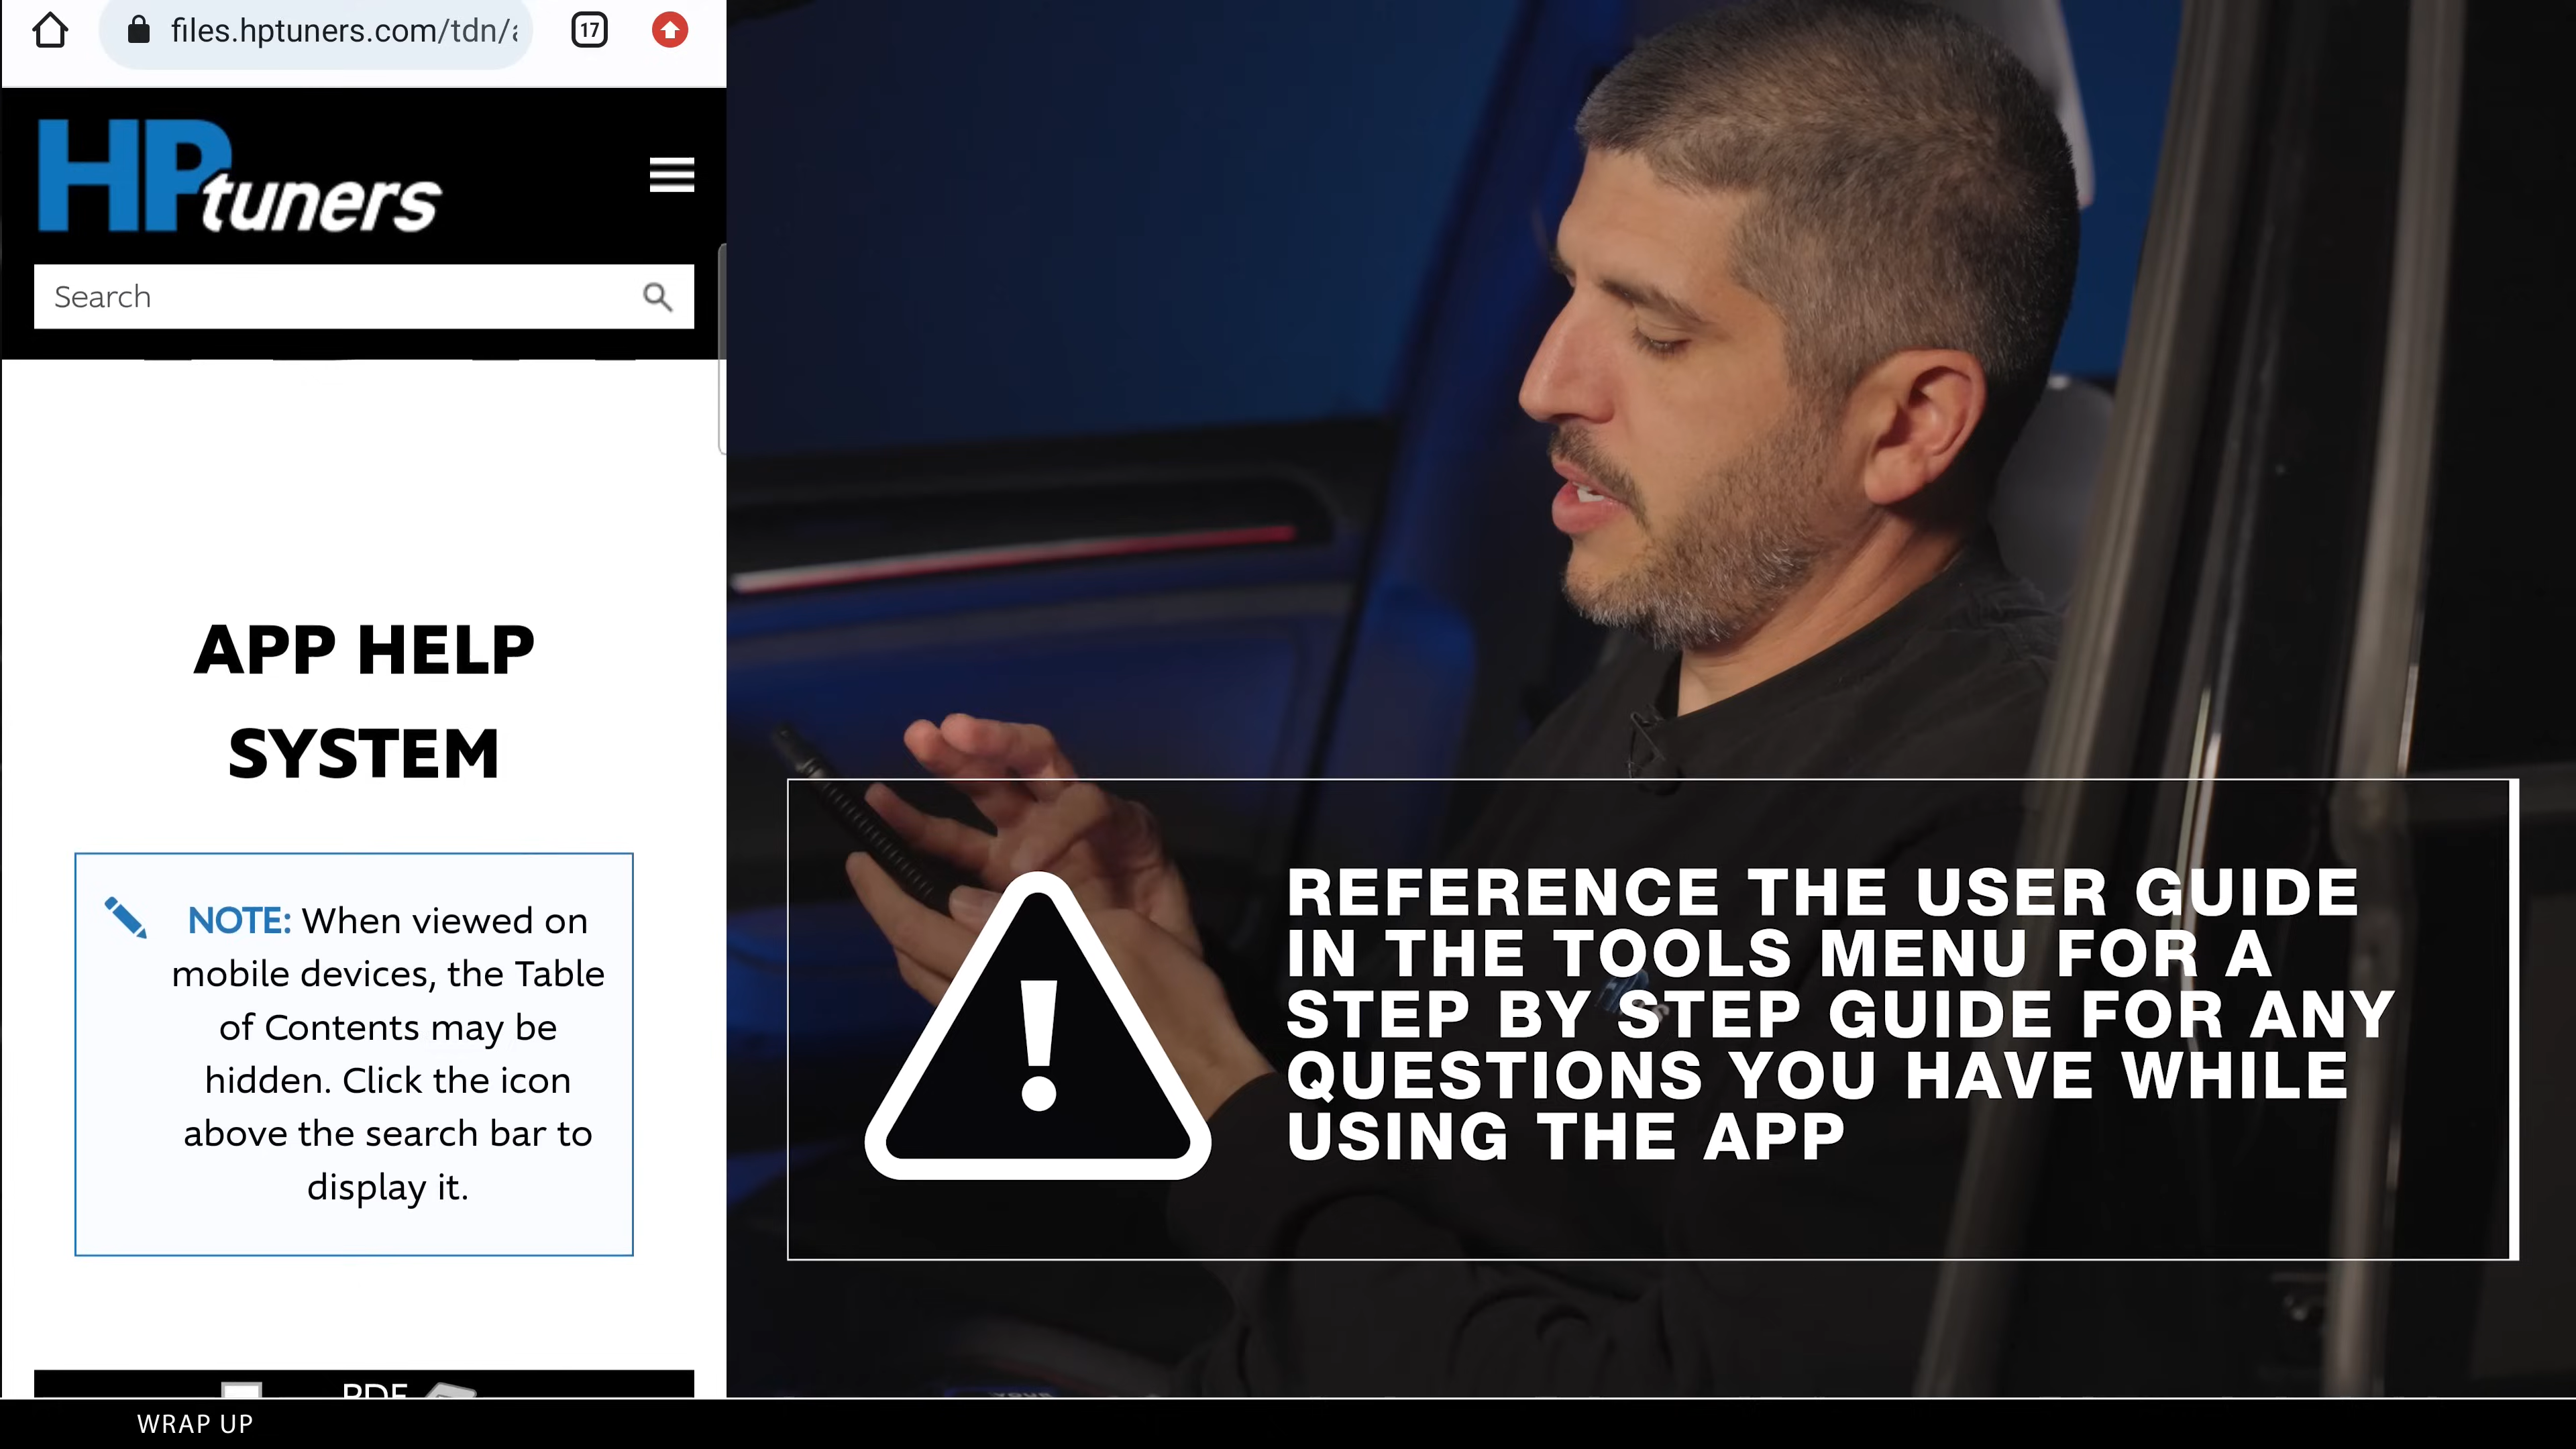 files.hptuners.com/tdn/
17
HP tuners
Search
APP HELP
SYSTEM
NOTE: When viewed on
mobile devices, the Table
of Contents may be
hidden. Click the icon
above the search bar to
display it.
PDF
REFERENCE THE USER GUIDE
IN THE TOOLS MENU FOR A
STEP BY STEP GUIDE FOR ANY
QUESTIONS YOU HAVE WHILE
USING THE APP
WRAP UP